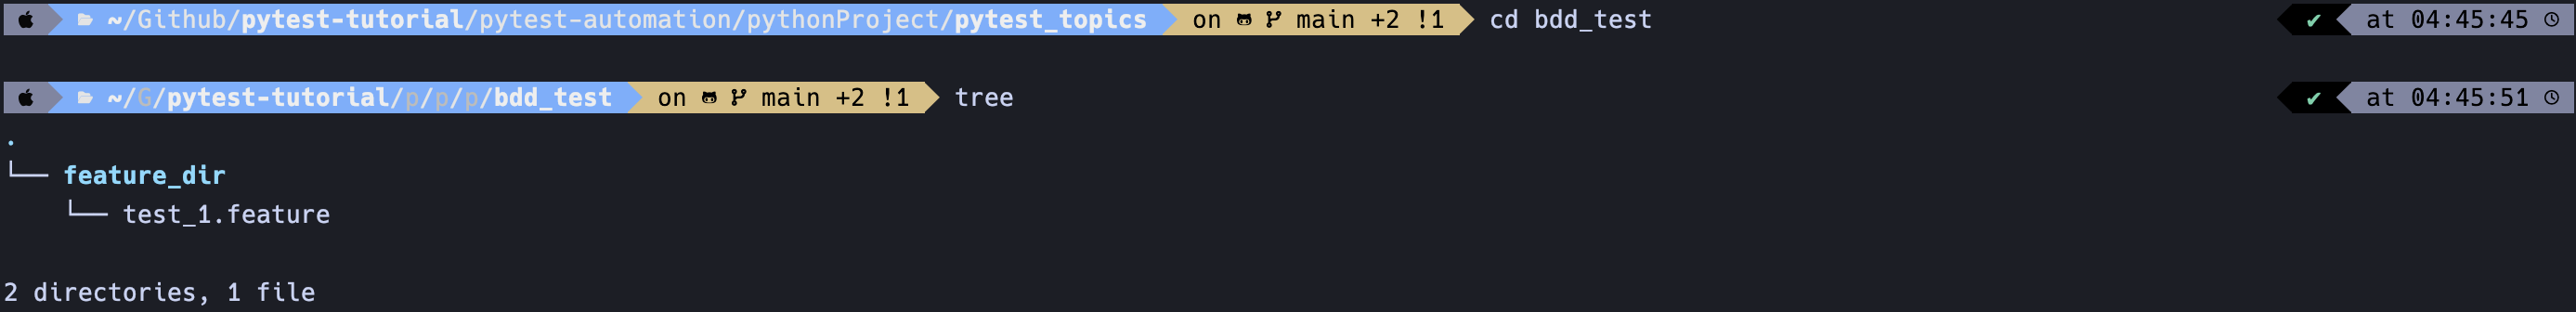 ~/Github/pytest-tutorial/pytest-automation/pythonProject/pytest_topics on main +2 !1 cd bdd_test ✔ at 04:45:45
~/G/pytest-tutorial/p/p/p/bdd_test on main +2 !1 tree ✔ at 04:45:51
.
└── feature_dir
    └── test_1.feature
2 directories, 1 file